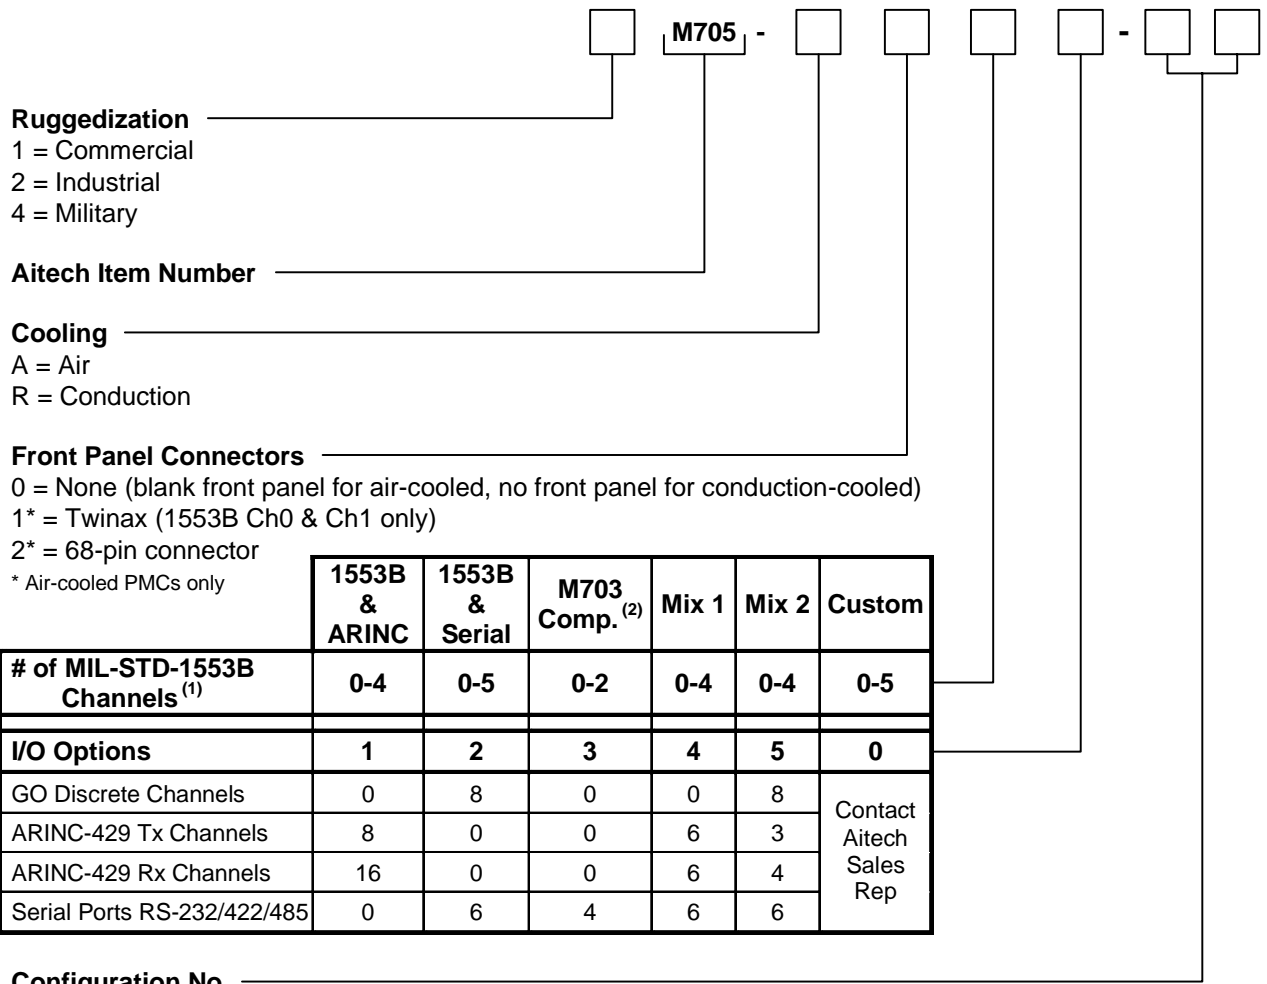 M705 - -
Ruggedization
1 = Commercial
2 = Industrial
4 = Military
Aitech Item Number
Cooling
A = Air
R = Conduction
Front Panel Connectors
0 = None (blank front panel for air-cooled, no front panel for conduction-cooled)
1* = Twinax (1553B Ch0 & Ch1 only)
2* = 68-pin connector
* Air-cooled PMCs only
1553B & ARINC 1553B & Serial M703 Comp. (2) Mix 1 Mix 2 Custom
# of MIL-STD-1553B Channels (1) 0-4 0-5 0-2 0-4 0-4 0-5
I/O Options 1 2 3 4 5 0
GO Discrete Channels 0 8 0 0 8 Contact Aitech Sales Rep
ARINC-429 Tx Channels 8 0 0 6 3
ARINC-429 Rx Channels 16 0 0 6 4
Serial Ports RS-232/422/485 0 6 4 6 6
Configuration No